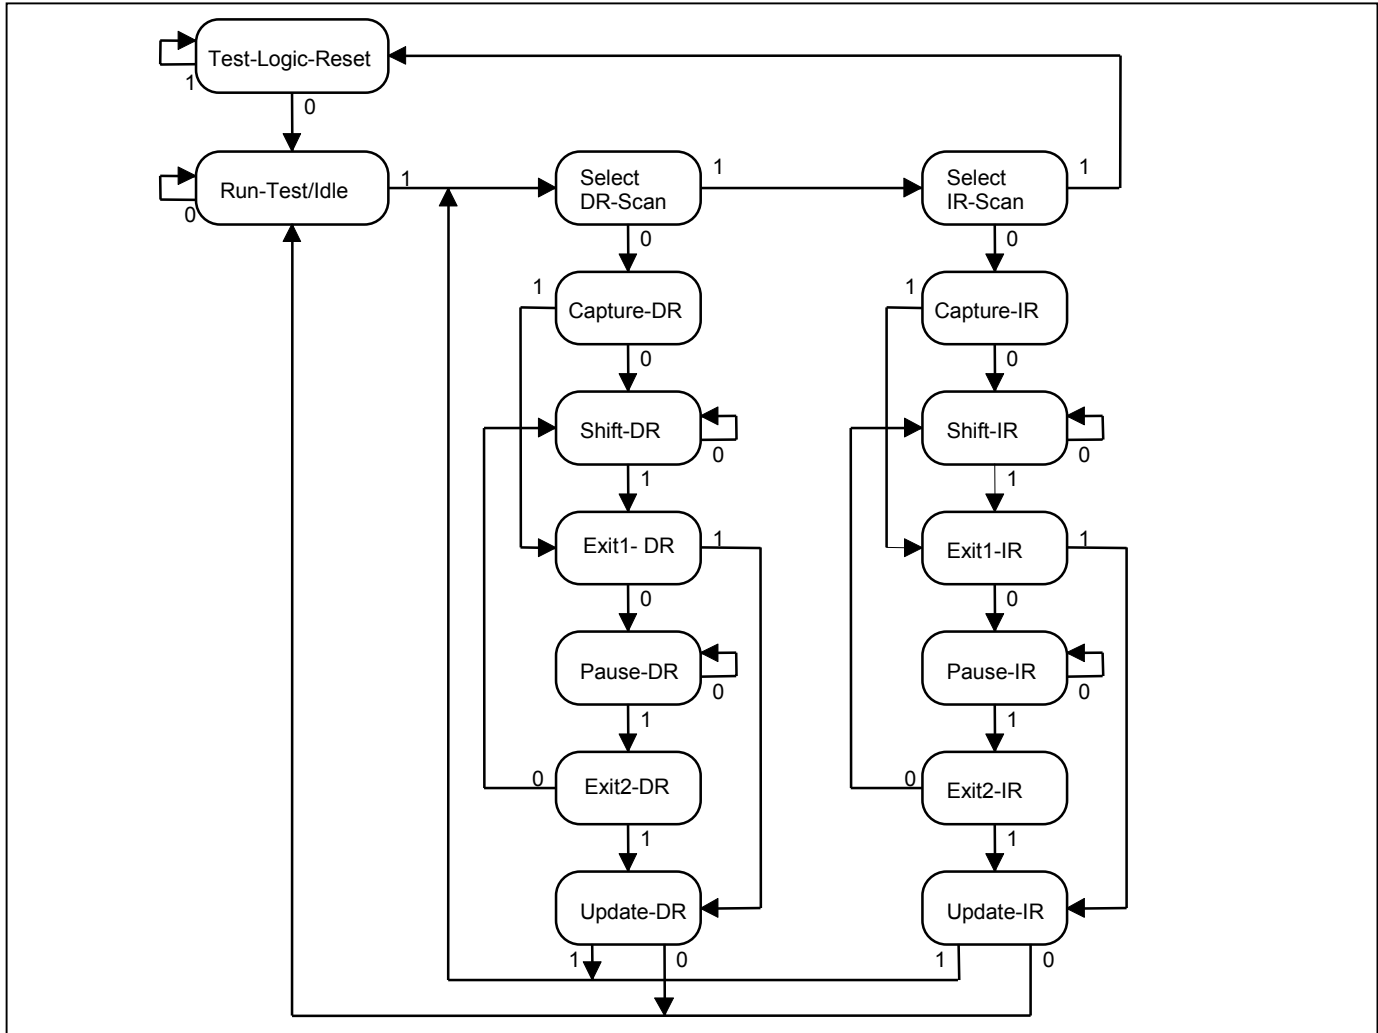 Test-Logic-Reset
1
0
Run-Test/Idle
0
1
Select
DR-Scan
1
0
Select
IR-Scan
1
0
1
Capture-DR
0
1
Capture-IR
0
Shift-DR
0
1
Shift-IR
0
1
Exit1- DR
1
0
Exit1-IR
1
0
Pause-DR
0
1
Pause-IR
0
1
0
Exit2-DR
1
0
Exit2-IR
1
Update-DR
1
0
Update-IR
1
0